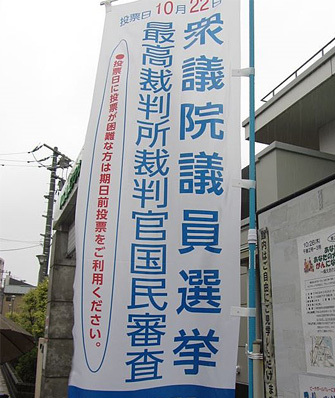 投票日10月22日
衆議院議員選挙
最高裁判所裁判官国民審査
●投票日に投票が困難な方は期日前投票をご利用ください。